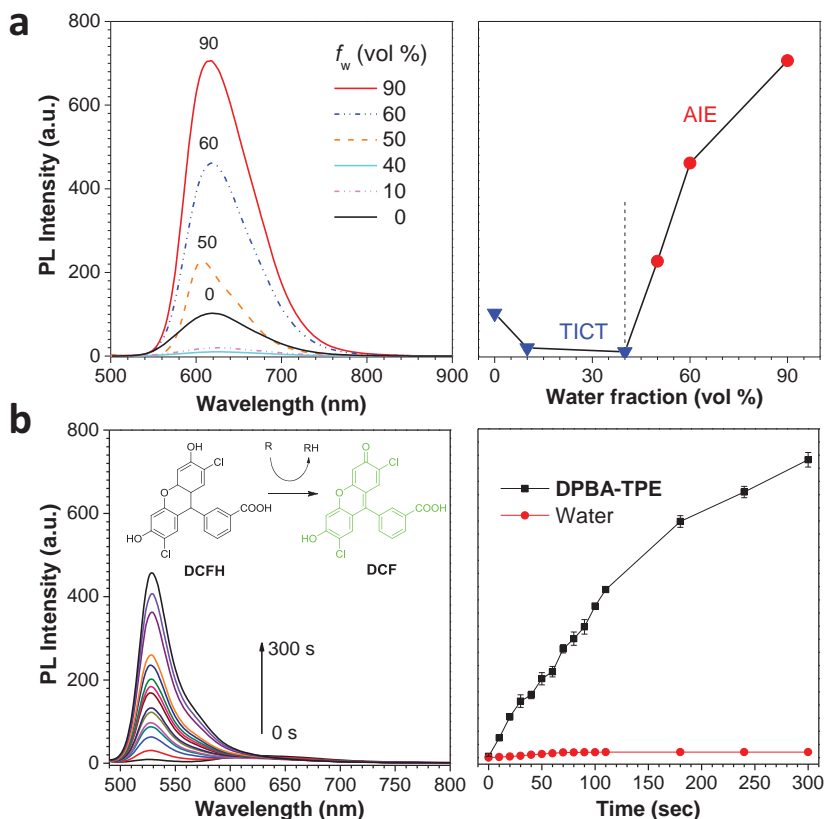 a
PL Intensity (a.u.)
800
600
400
200
0
500
600
700
800
900
Wavelength (nm)
90
60
50
0
fw (vol %)
90
60
50
40
10
0
AIE
TICT
0
30
60
90
Water fraction (vol %)
b
PL Intensity (a.u.)
800
600
400
200
0
500
550
600
650
700
750
800
Wavelength (nm)
OH
Cl
O
COOH
HO
Cl
DCFH
R
RH
O
Cl
O
COOH
HO
Cl
DCF
300 s
0 s
DPBA-TPE
Water
0
50
100
150
200
250
300
Time (sec)